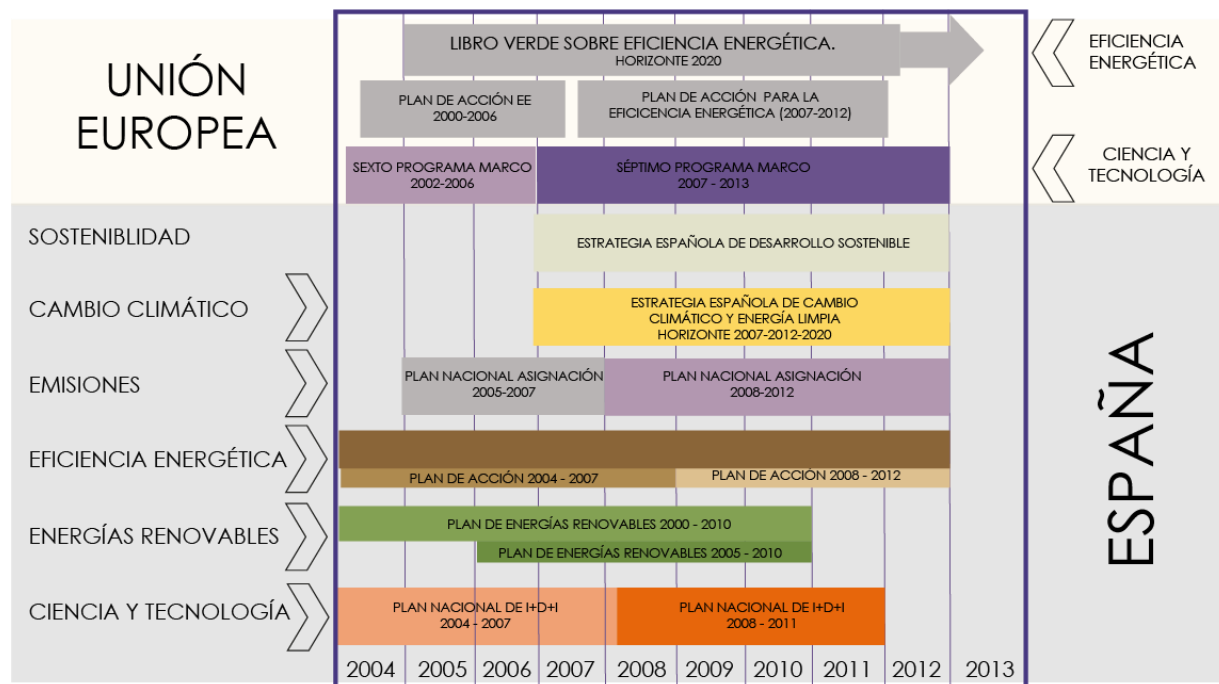 UNIÓN
EUROPEA
LIBRO VERDE SOBRE EFICIENCIA ENERGÉTICA.
HORIZONTE 2020
PLAN DE ACCIÓN EE
2000-2006
PLAN DE ACCIÓN PARA LA
EFICICENCIA ENERGÉTICA (2007-2012)
EFICIENCIA
ENERGÉTICA
SEXTO PROGRAMA MARCO
2002-2006
SÉPTIMO PROGRAMA MARCO
2007 - 2013
CIENCIA Y
TECNOLOGÍA
SOSTENIBLIDAD
ESTRATEGIA ESPAÑOLA DE DESARROLLO SOSTENIBLE
CAMBIO CLIMÁTICO
ESTRATEGIA ESPAÑOLA DE CAMBIO
CLIMÁTICO Y ENERGÍA LIMPIA
HORIZONTE 2007-2012-2020
EMISIONES
PLAN NACIONAL ASIGNACIÓN
2005-2007
PLAN NACIONAL ASIGNACIÓN
2008-2012
EFICIENCIA ENERGÉTICA
PLAN DE ACCIÓN 2004 - 2007
PLAN DE ACCIÓN 2008 - 2012
ENERGÍAS RENOVABLES
PLAN DE ENERGÍAS RENOVABLES 2000 - 2010
PLAN DE ENERGÍAS RENOVABLES 2005 - 2010
CIENCIA Y TECNOLOGÍA
PLAN NACIONAL DE I+D+I
2004 - 2007
PLAN NACIONAL DE I+D+I
2008 - 2011
ESPAÑA
2004 2005 2006 2007 2008 2009 2010 2011 2012 2013